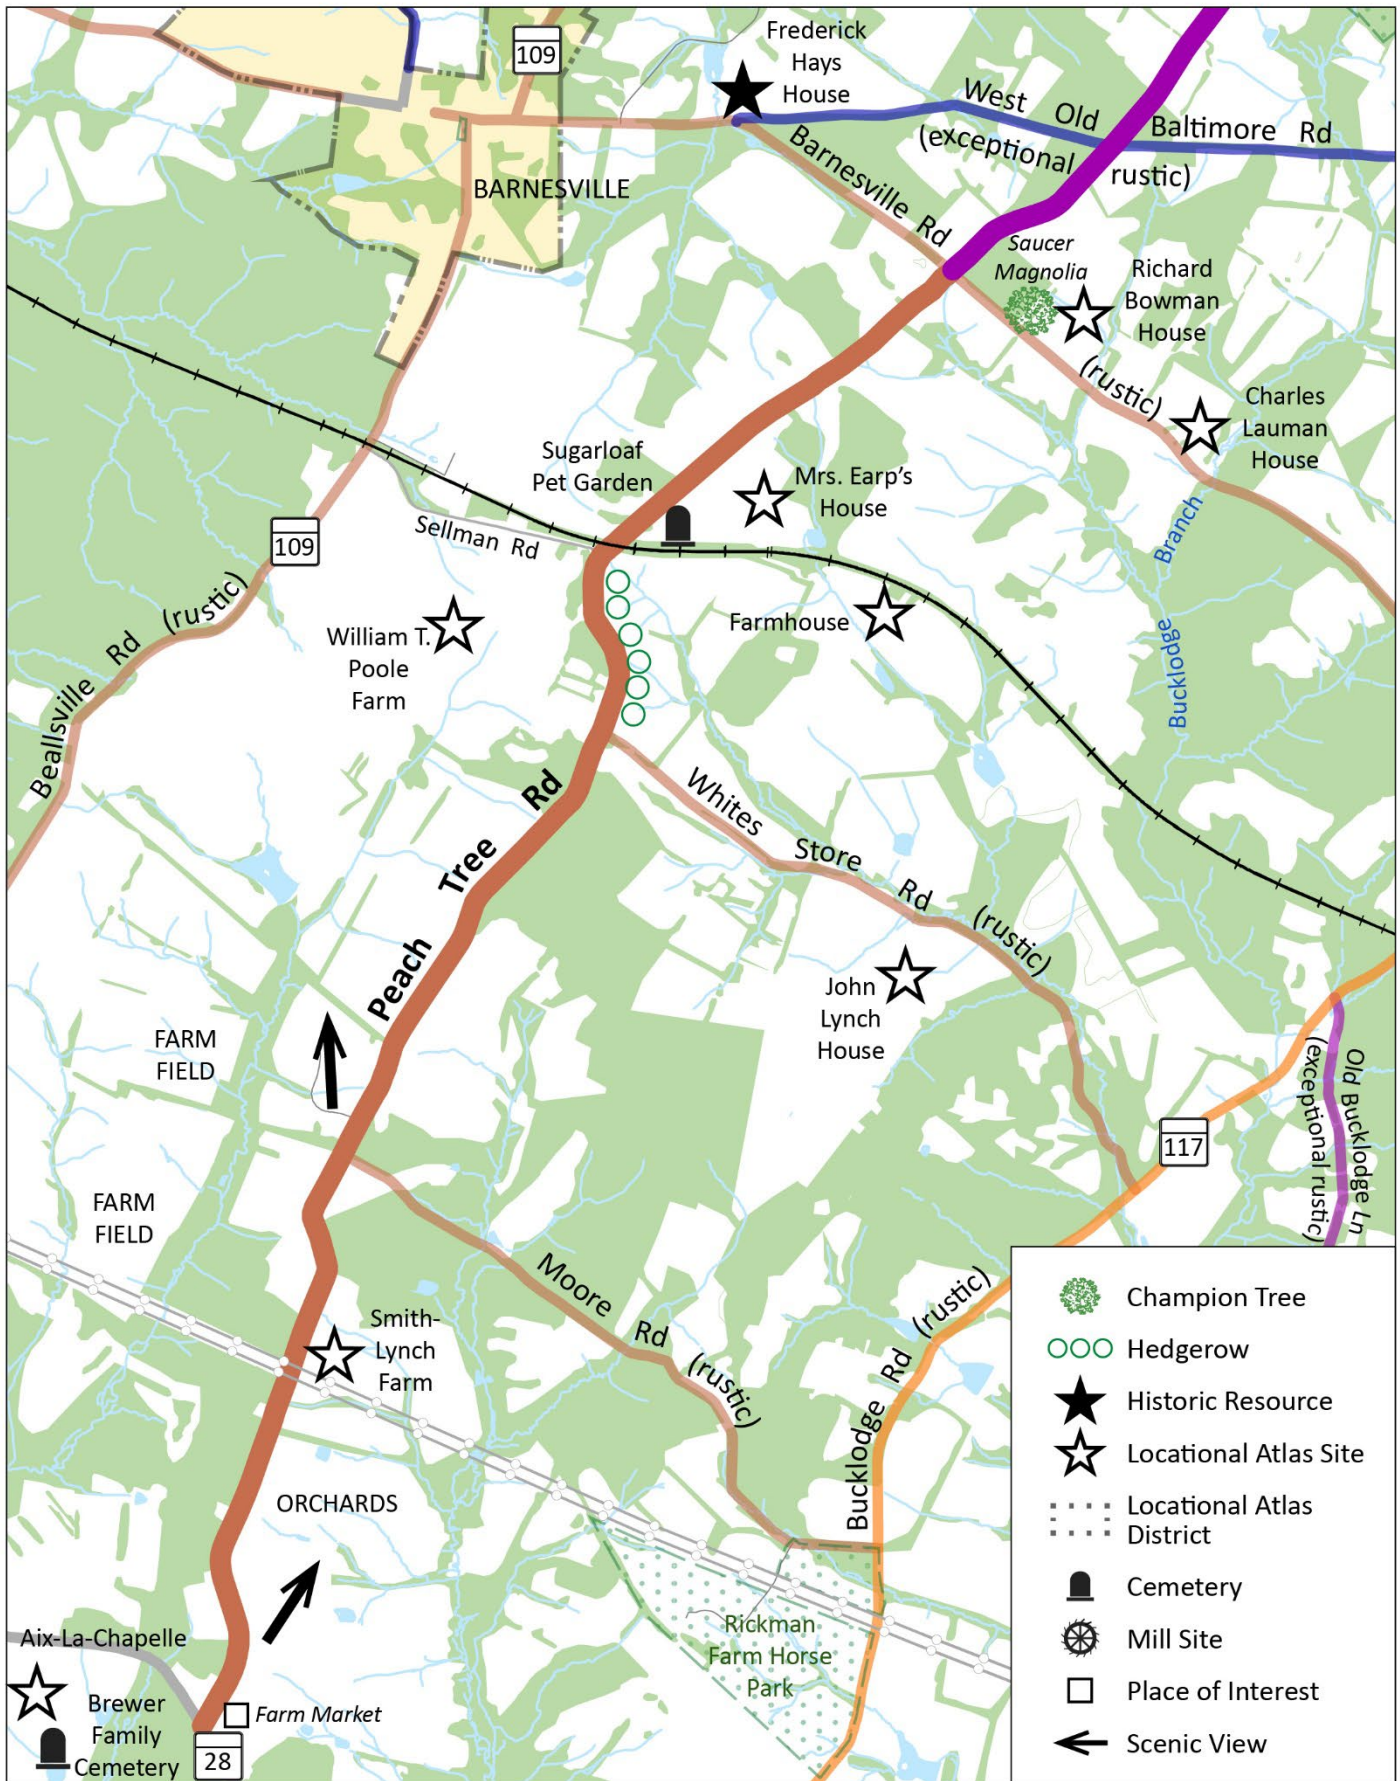 Frederick
Hays
House
109
West Old Baltimore Rd
(exceptional rustic)
Barnesville Rd
(rustic)
BARNESVILLE
Saucer
Magnolia
Richard
Bowman
House
Charles
Lauman
House
Sugarloaf
Pet Garden
Mrs. Earp's
House
Sellman Rd
109
Bucklodge Branch
Beallsville Rd (rustic)
William T.
Poole
Farm
Farmhouse
Peach Tree Rd
Whites Store Rd (rustic)
John
Lynch
House
FARM
FIELD
FARM
FIELD
117
Old Bucklodge Ln
(exceptional rustic)
Moore Rd (rustic)
Bucklodge Rd (rustic)
Smith-
Lynch
Farm
ORCHARDS
Rickman
Farm Horse
Park
Aix-La-Chapelle
Brewer
Family
Cemetery
Farm Market
28
Champion Tree
Hedgerow
Historic Resource
Locational Atlas Site
Locational Atlas
District
Cemetery
Mill Site
Place of Interest
Scenic View